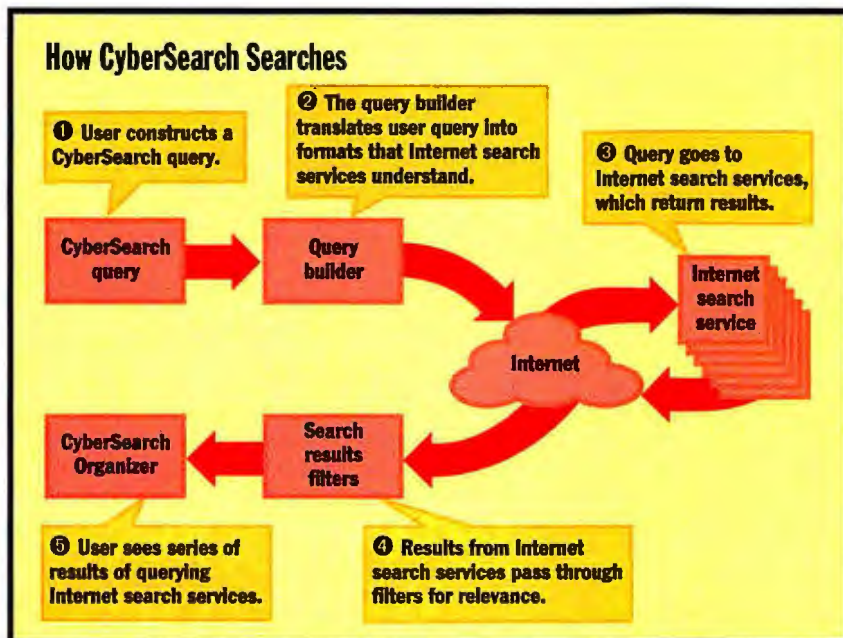 How CyberSearch Searches
❶ User constructs a
CyberSearch query.
❷ The query builder
translates user query into
formats that Internet search
services understand.
❸ Query goes to
Internet search services,
which return results.
CyberSearch
query
Query
builder
Internet
search
service
Internet
CyberSearch
Organizer
Search
results
filters
❺ User sees series of
results of querying
Internet search services.
❹ Results from Internet
search services pass through
filters for relevance.